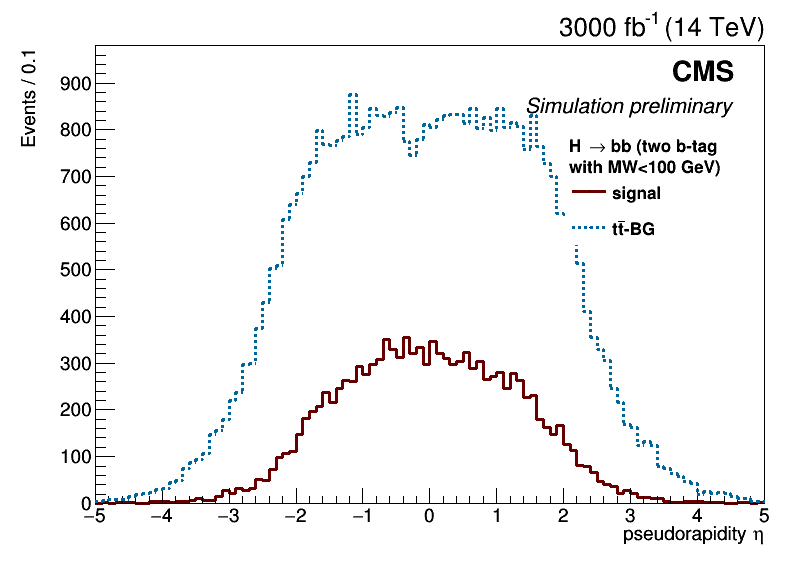 3000 fb-1 (14 TeV)
Events / 0.1
CMS
Simulation preliminary
H → bb (two b-tag
with MW<100 GeV)
signal
tt̄-BG
900
800
700
600
500
400
300
200
100
0
−5 −4 −3 −2 −1 0 1 2 3 4 5
pseudorapidity η